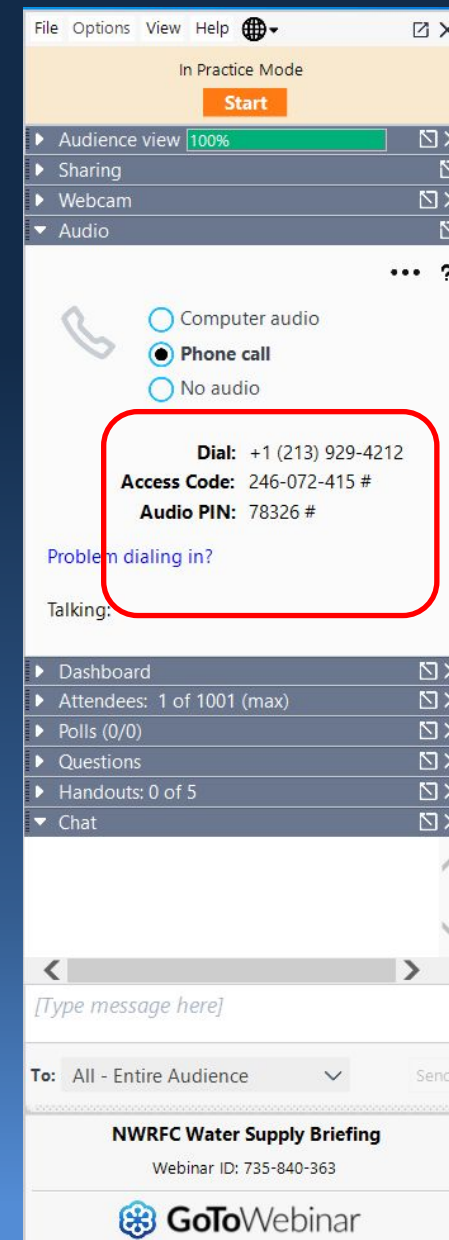 File Options View Help
In Practice Mode
Start
Audience view 100%
Sharing
Webcam
Audio
... ?
Computer audio
Phone call
No audio
Dial: +1 (213) 929-4212
Access Code: 246-072-415 #
Audio PIN: 78326 #
Problem dialing in?
Talking:
Dashboard
Attendees: 1 of 1001 (max)
Polls (0/0)
Questions
Handouts: 0 of 5
Chat
[Type message here]
To: All - Entire Audience
Send
NWRFC Water Supply Briefing
Webinar ID: 735-840-363
GoToWebinar